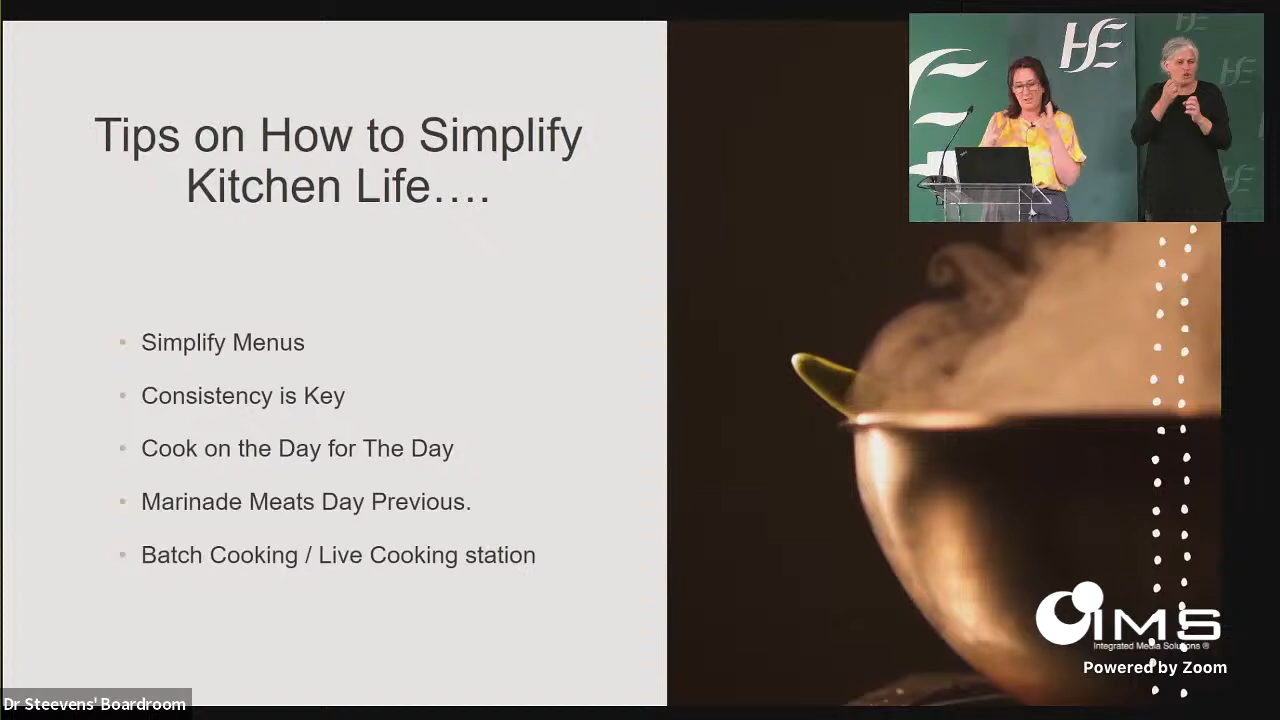 Tips on How to Simplify
Kitchen Life….
• Simplify Menus
• Consistency is Key
• Cook on the Day for The Day
• Marinade Meats Day Previous.
• Batch Cooking / Live Cooking station
HE
IMS
Integrated Media Solutions ®
Powered by Zoom
Dr Steevens' Boardroom